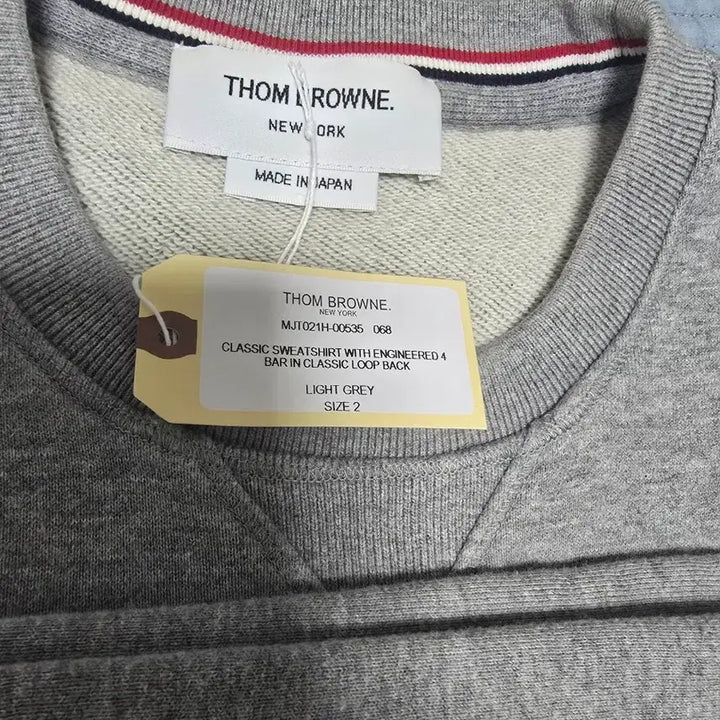 THOM BROWNE.
NEW YORK
MADE IN JAPAN
THOM BROWNE.
NEW YORK
MJT021H-00535 068
CLASSIC SWEATSHIRT WITH ENGINEERED 4
BAR IN CLASSIC LOOP BACK
LIGHT GREY
SIZE 2